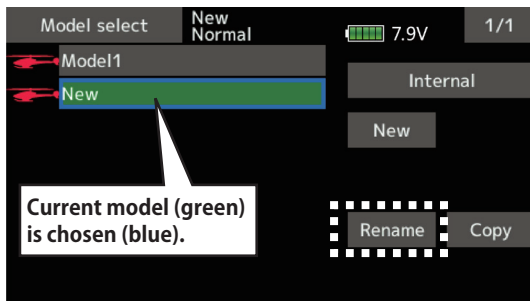 Model select
New
Normal
7.9V
1/1
Model1
Internal
New
New
Current model (green)
is chosen (blue).
Rename
Copy